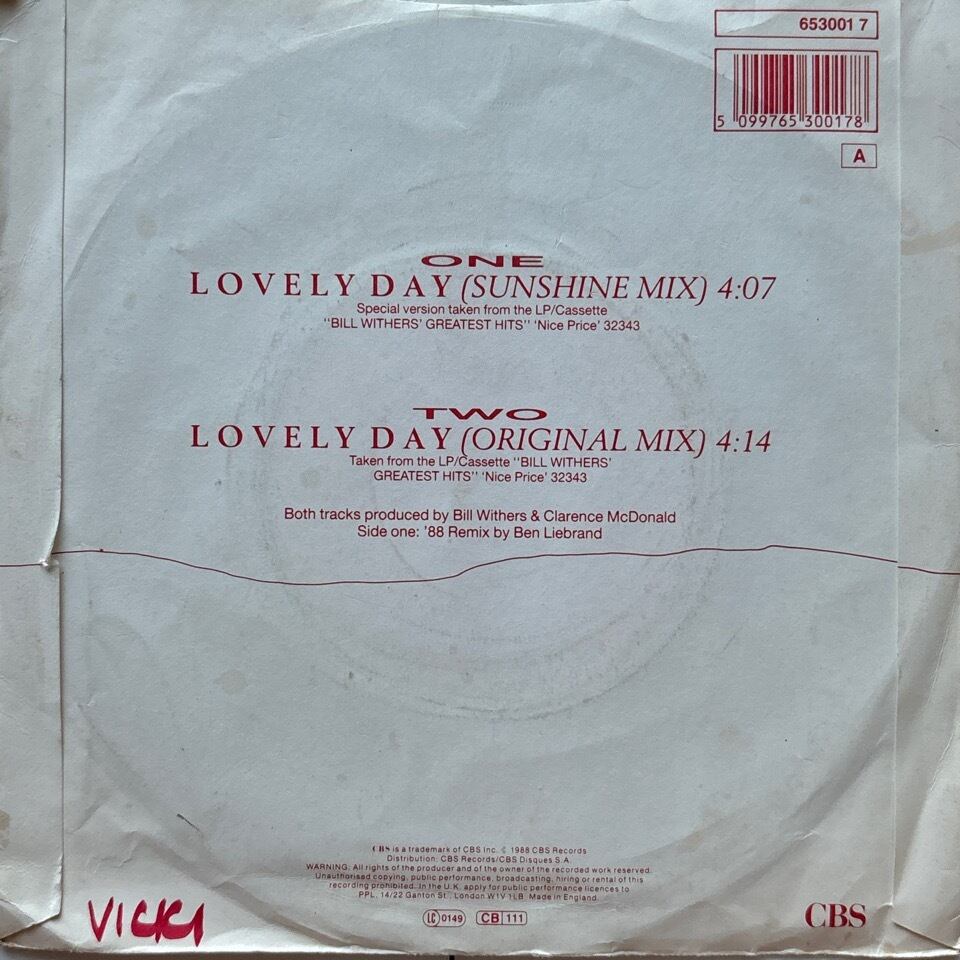 653001 7
5 099765 300178
A
ONE
LOVELY DAY (SUNSHINE MIX) 4:07
Special version taken from the LP/Cassette
"BILL WITHERS' GREATEST HITS" 'Nice Price' 32343
TWO
LOVELY DAY (ORIGINAL MIX) 4:14
Taken from the LP/Cassette "BILL WITHERS'
GREATEST HITS" 'Nice Price' 32343
Both tracks produced by Bill Withers & Clarence McDonald
Side one: '88 Remix by Ben Liebrand
CBS is a trademark of CBS Inc. © 1988 CBS Records
Distribution: CBS Records/CBS Disques S.A.
WARNING: All rights of the producer and of the owner of the recorded work reserved.
Unauthorised copying, public performance, broadcasting, hiring or rental of this
recording prohibited. In the U.K. apply for public performance licences to
PPL, 14/22 Ganton St., London W1V 1LB. Made in England.
LC 0149 CB 111
VICKI
CBS